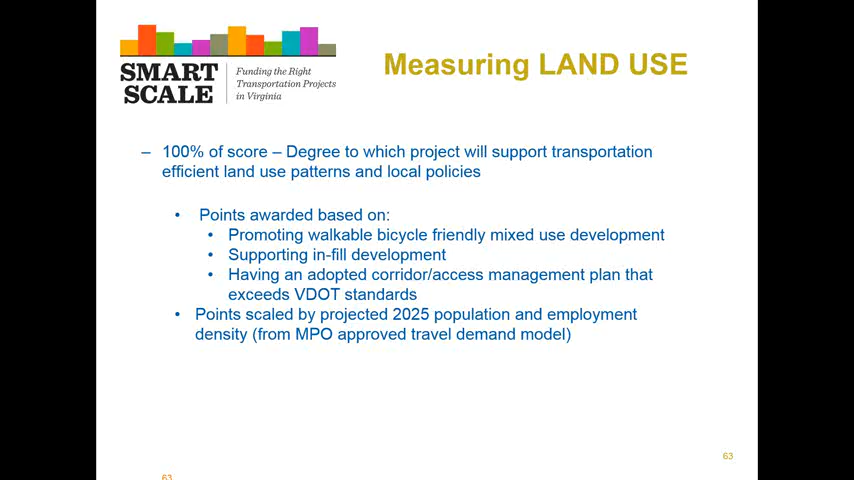 SMART
SCALE
Funding the Right
Transportation Projects
in Virginia
Measuring LAND USE
– 100% of score – Degree to which project will support transportation
efficient land use patterns and local policies
• Points awarded based on:
• Promoting walkable bicycle friendly mixed use development
• Supporting in-fill development
• Having an adopted corridor/access management plan that
exceeds VDOT standards
• Points scaled by projected 2025 population and employment
density (from MPO approved travel demand model)
63
63